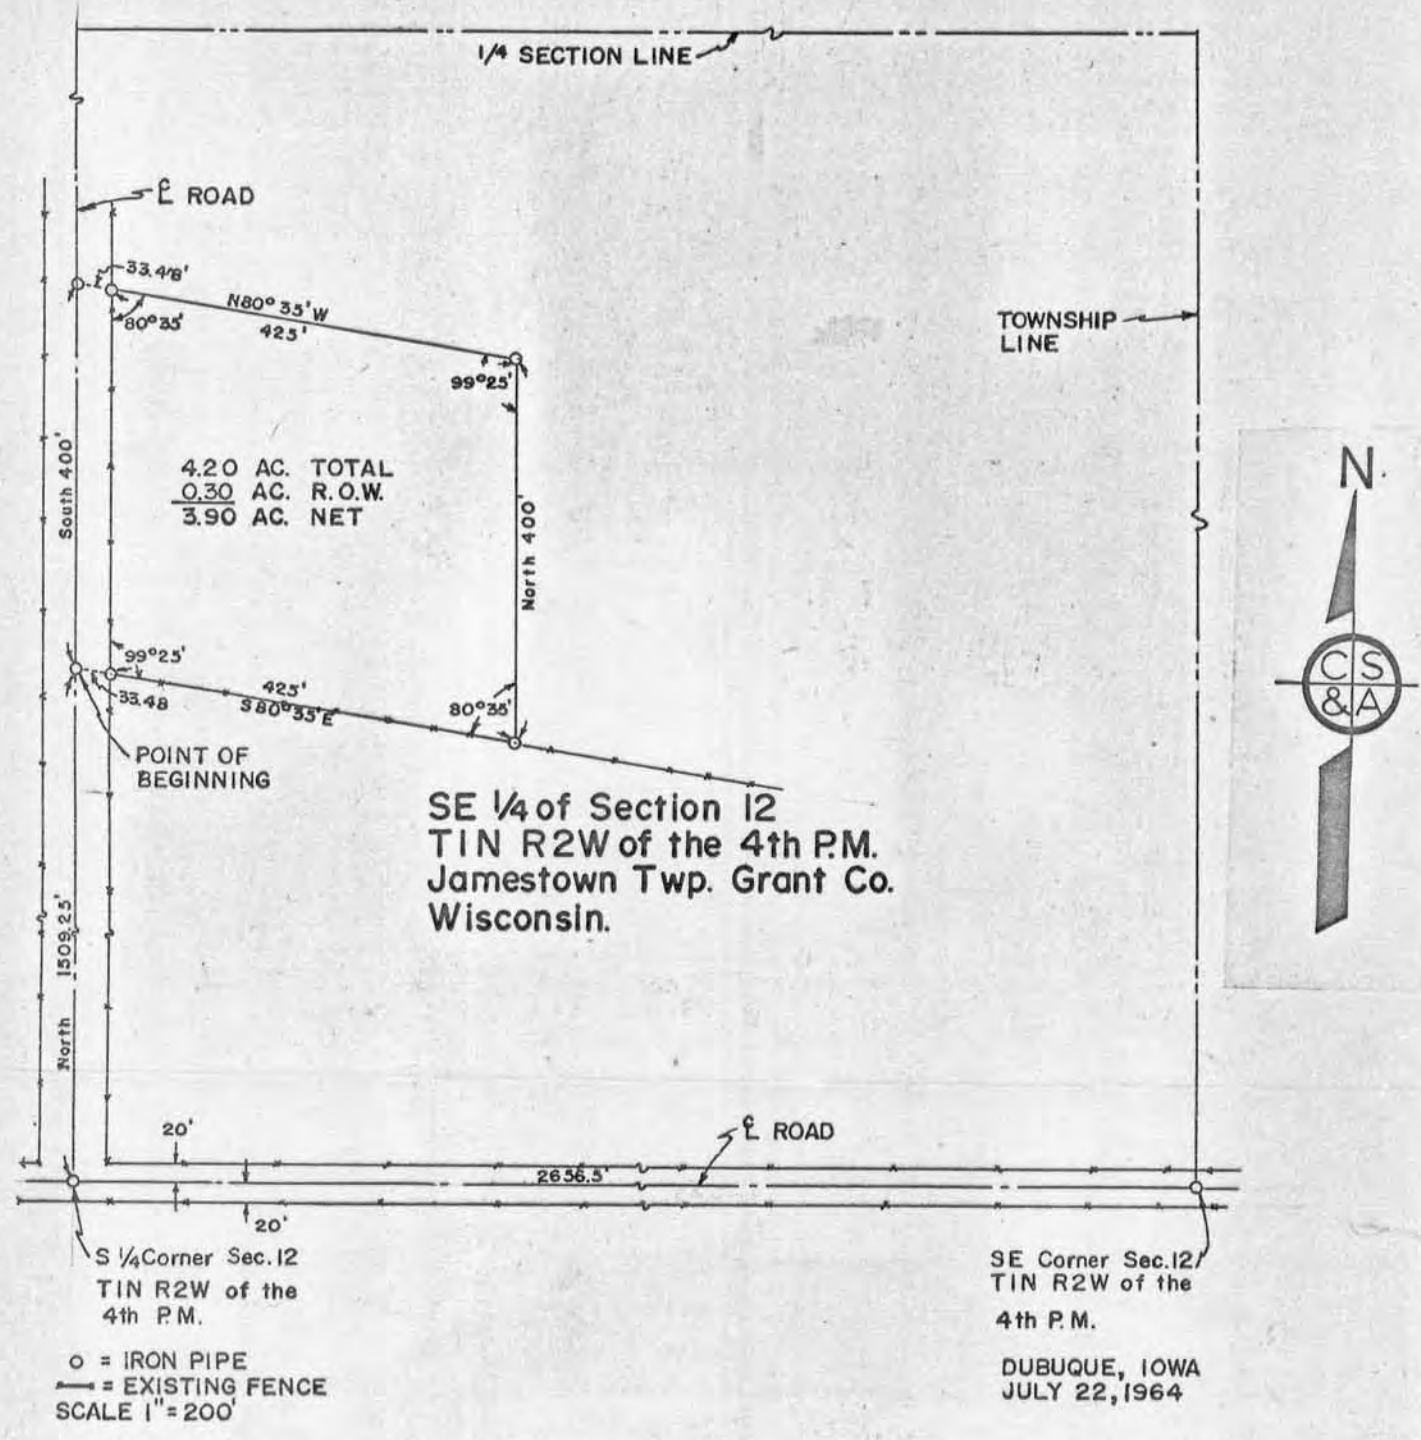 1/4 SECTION LINE
℄ ROAD
33.48'
N80° 35' W
425'
80°35'
99°25'
TOWNSHIP
LINE
N
South 400'
4.20 AC. TOTAL
0.30 AC. R.O.W.
3.90 AC. NET
North 400'
C S
& A
99°25'
33.48
425'
S 80° 35' E
80°35'
POINT OF
BEGINNING
SE 1/4 of Section 12
T1N R2W of the 4th P.M.
Jamestown Twp. Grant Co.
Wisconsin.
North 1509.25'
20'
℄ ROAD
2656.5'
20'
S 1/4 Corner Sec. 12
T1N R2W of the
4th P.M.
SE Corner Sec. 12
T1N R2W of the
4th P.M.
o = IRON PIPE
= EXISTING FENCE
SCALE 1" = 200'
DUBUQUE, IOWA
JULY 22, 1964